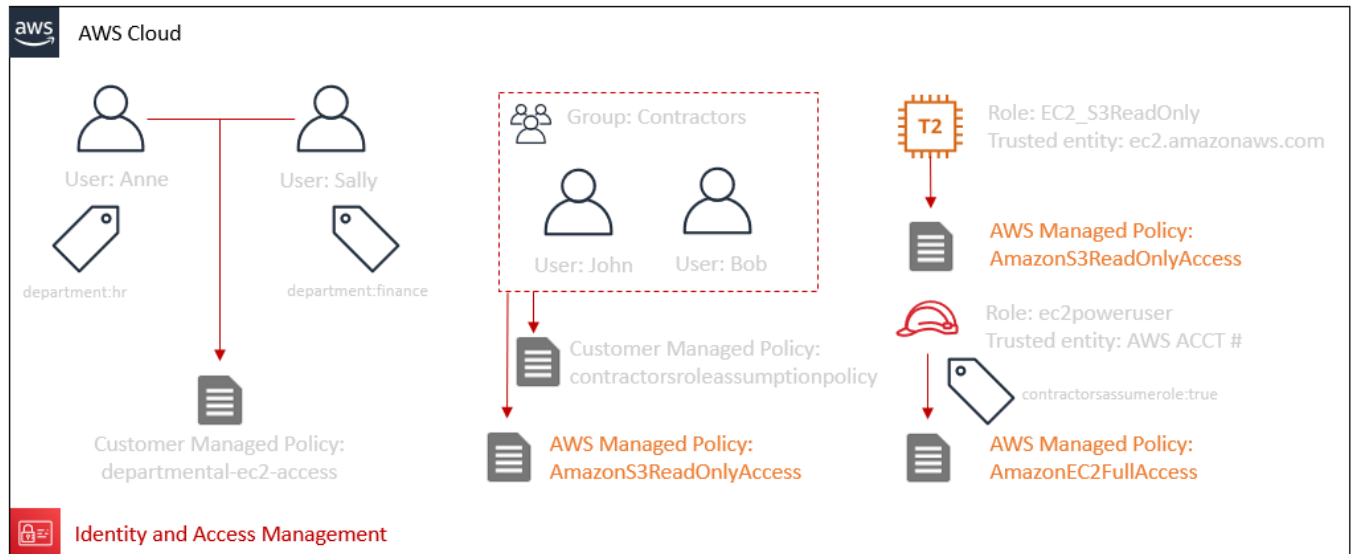 aws
AWS Cloud
User: Anne
User: Sally
department:hr
department:finance
Customer Managed Policy:
departmental-ec2-access
Group: Contractors
User: John
User: Bob
Customer Managed Policy:
contractorsroleassumptionpolicy
AWS Managed Policy:
AmazonS3ReadOnlyAccess
T2
Role: EC2_S3ReadOnly
Trusted entity: ec2.amazonaws.com
AWS Managed Policy:
AmazonS3ReadOnlyAccess
Role: ec2poweruser
Trusted entity: AWS ACCT #
contractorsassumerole:true
AWS Managed Policy:
AmazonEC2FullAccess
Identity and Access Management